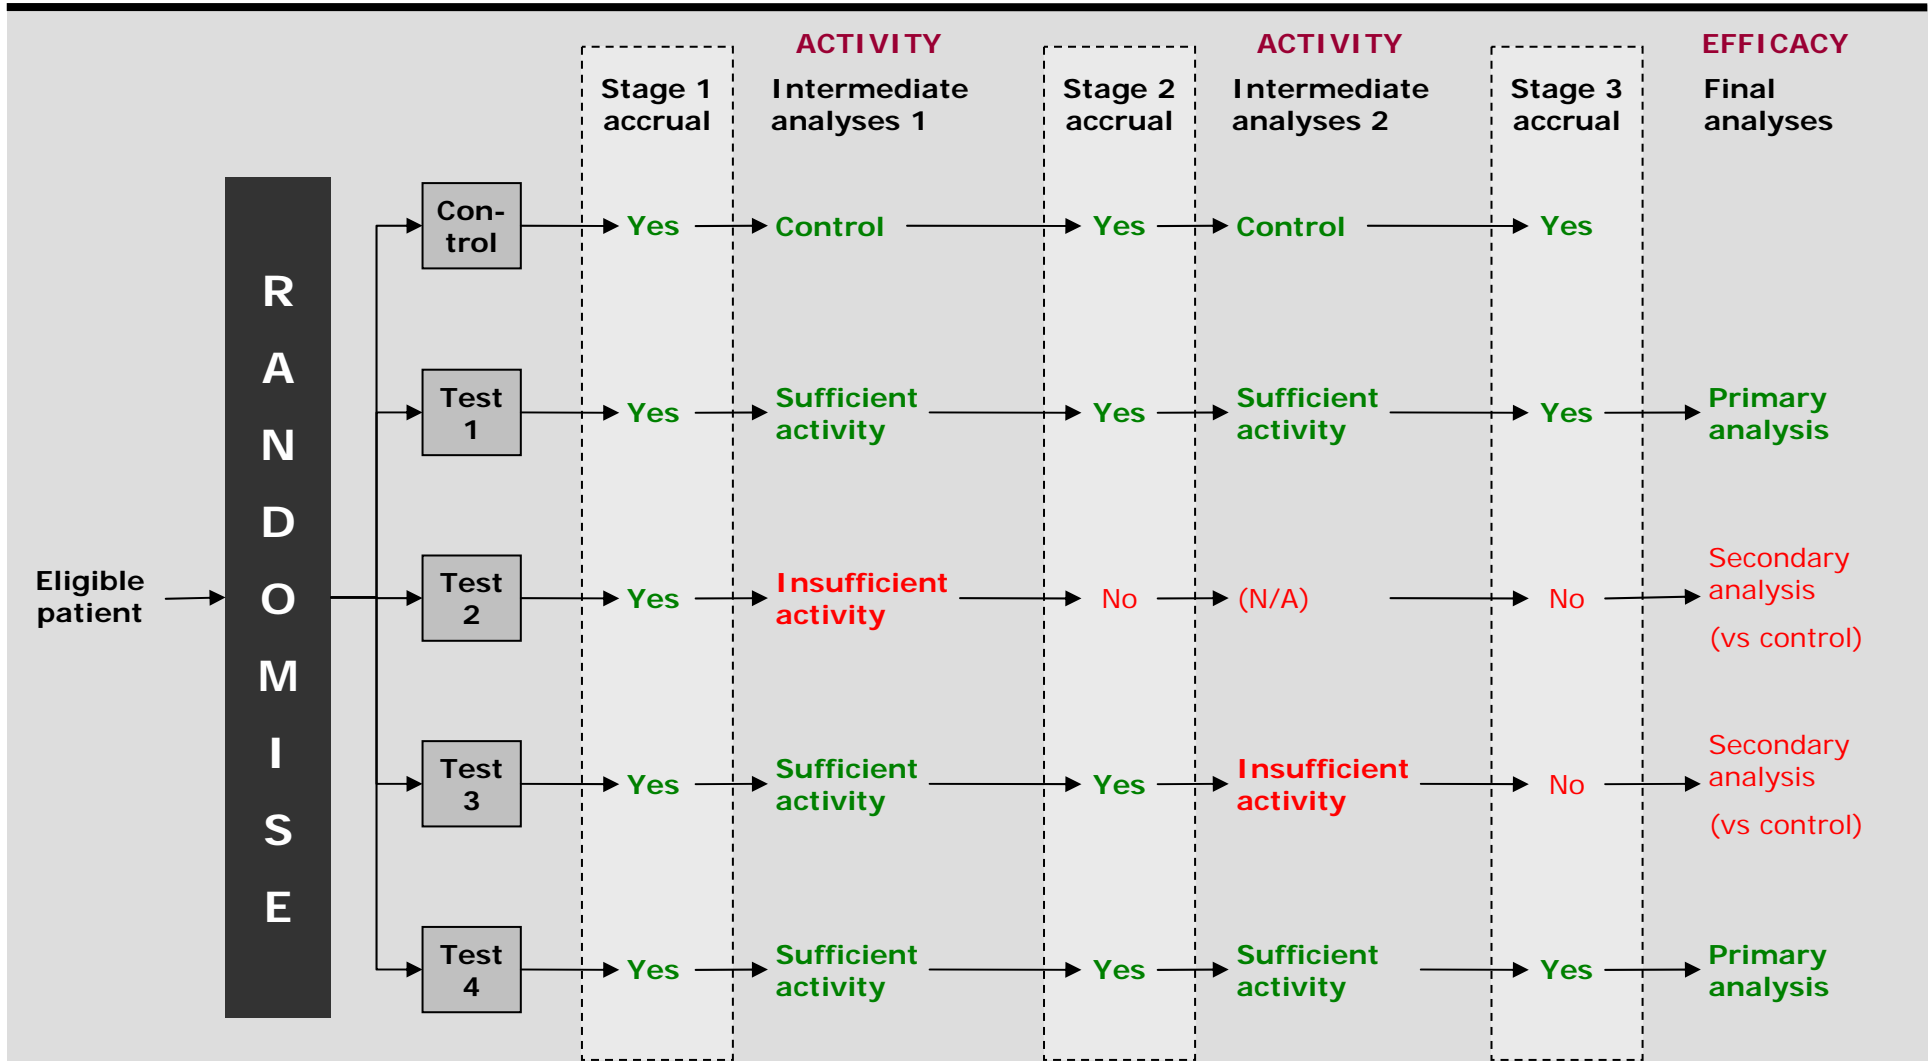 ACTIVITY
ACTIVITY
EFFICACY
Stage 1
accrual
Intermediate
analyses 1
Stage 2
accrual
Intermediate
analyses 2
Stage 3
accrual
Final
analyses
Eligible
patient
R
A
N
D
O
M
I
S
E
Con-
trol
Yes
Control
Yes
Control
Yes
Test
1
Yes
Sufficient
activity
Yes
Sufficient
activity
Yes
Primary
analysis
Test
2
Yes
Insufficient
activity
No
(N/A)
No
Secondary
analysis
(vs control)
Test
3
Yes
Sufficient
activity
Yes
Insufficient
activity
No
Secondary
analysis
(vs control)
Test
4
Yes
Sufficient
activity
Yes
Sufficient
activity
Yes
Primary
analysis